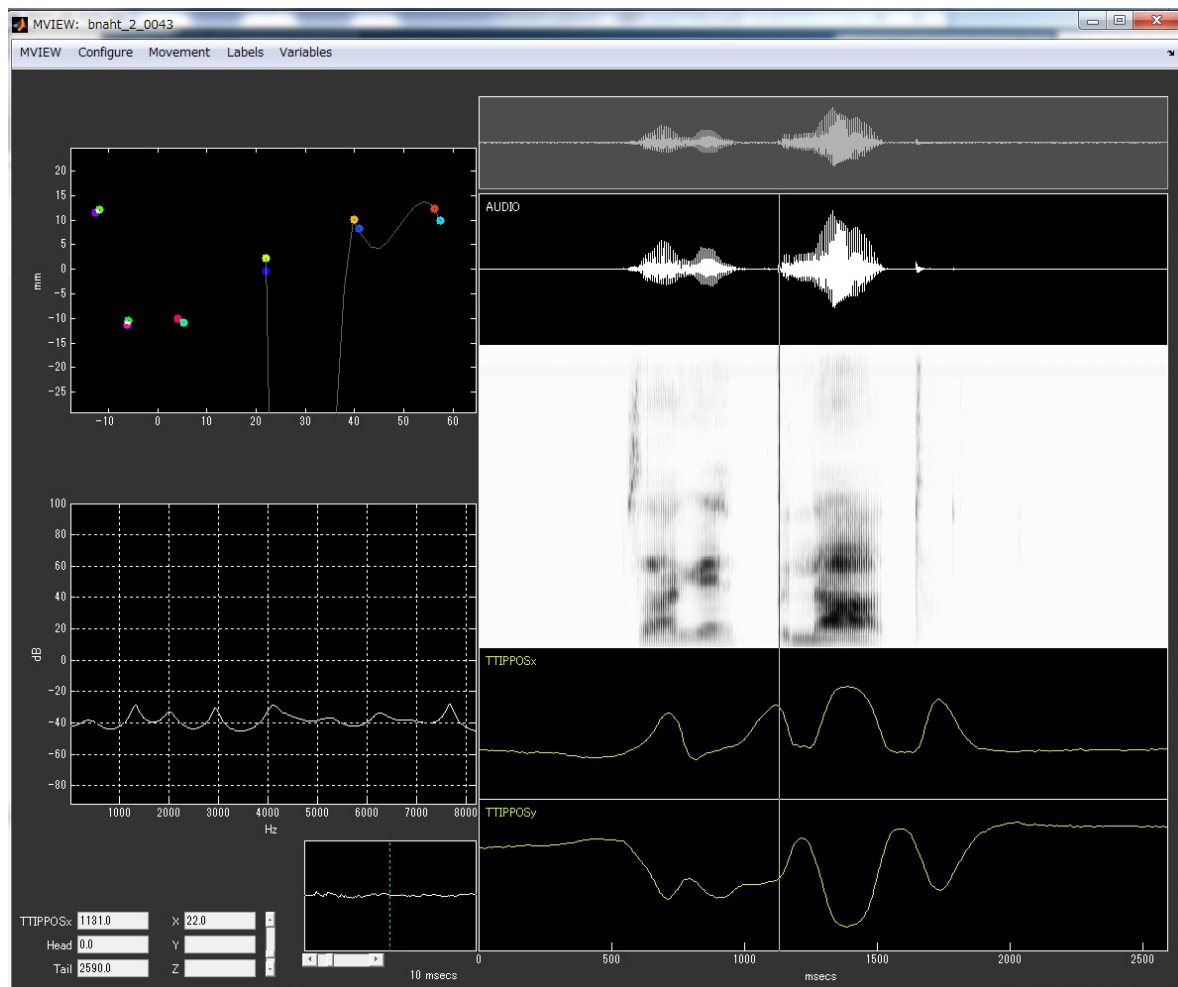 MVIEW: bnaht_2_0043
MVIEW Configure Movement Labels Variables
20
15
10
5
0
-5
-10
-15
-20
-25
mm
-10 0 10 20 30 40 50 60
AUDIO
100
80
60
40
20
0
-20
-40
-60
-80
dB
1000 2000 3000 4000 5000 6000 7000 8000
Hz
TTIPPOSx
TTIPPOSy
TTIPPOSx 1131.0 X 22.0
Head 0.0 Y
Tail 2590.0 Z
10 msecs
0 500 1000 1500 2000 2500
msecs